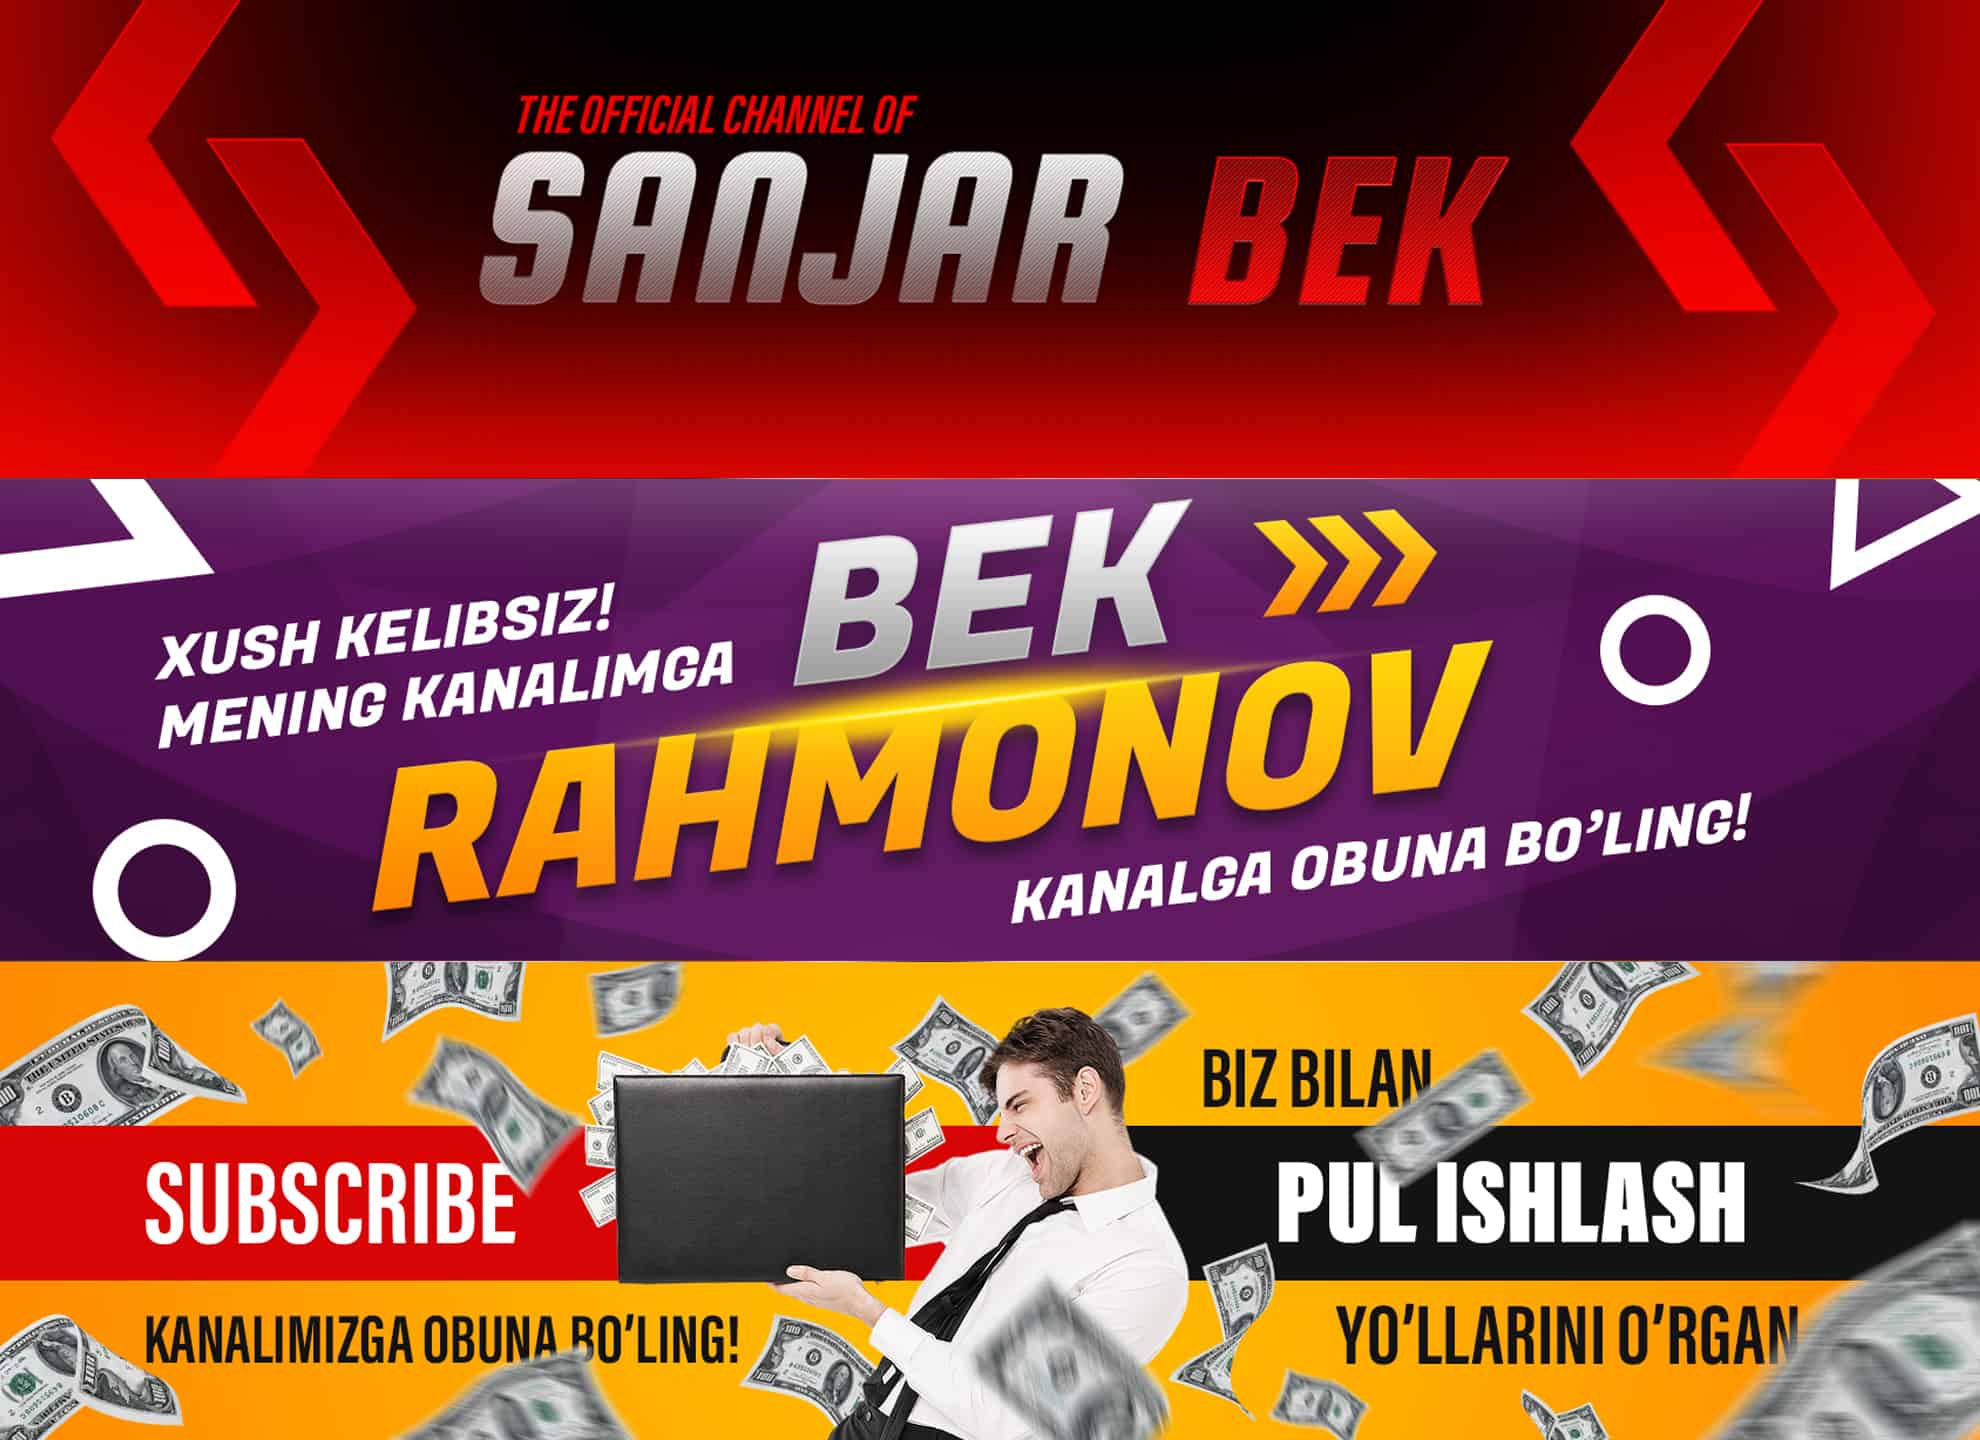 THE OFFICIAL CHANNEL OF
SANJAR BEK
XUSH KELIBSIZ!
MENING KANALIMGA
BEK
RAHMONOV
KANALGA OBUNA BO’LING!
SUBSCRIBE
KANALIMIZGA OBUNA BO’LING!
BIZ BILAN
PUL ISHLASH
YO’LLARINI O’RGAN